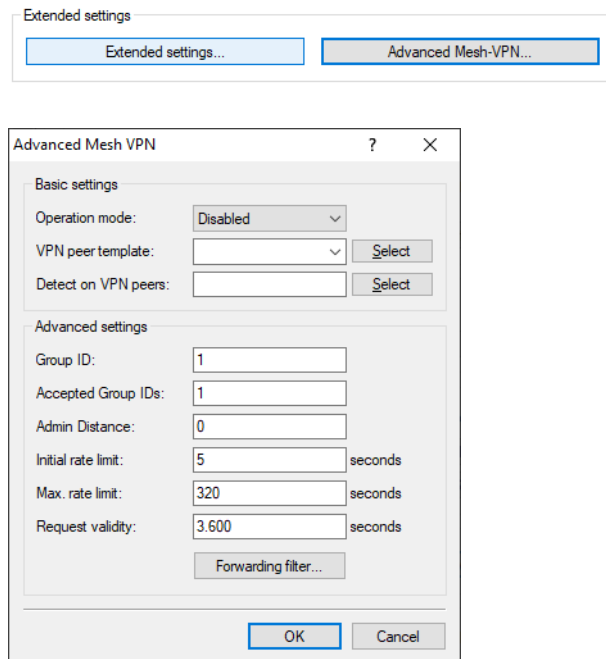 Extended settings
Extended settings... Advanced Mesh-VPN...
Advanced Mesh VPN ?
Basic settings
Operation mode: Disabled
VPN peer template: Select
Detect on VPN peers: Select
Advanced settings
Group ID: 1
Accepted Group IDs: 1
Admin Distance: 0
Initial rate limit: 5 seconds
Max. rate limit: 320 seconds
Request validity: 3.600 seconds
Forwarding filter...
OK Cancel